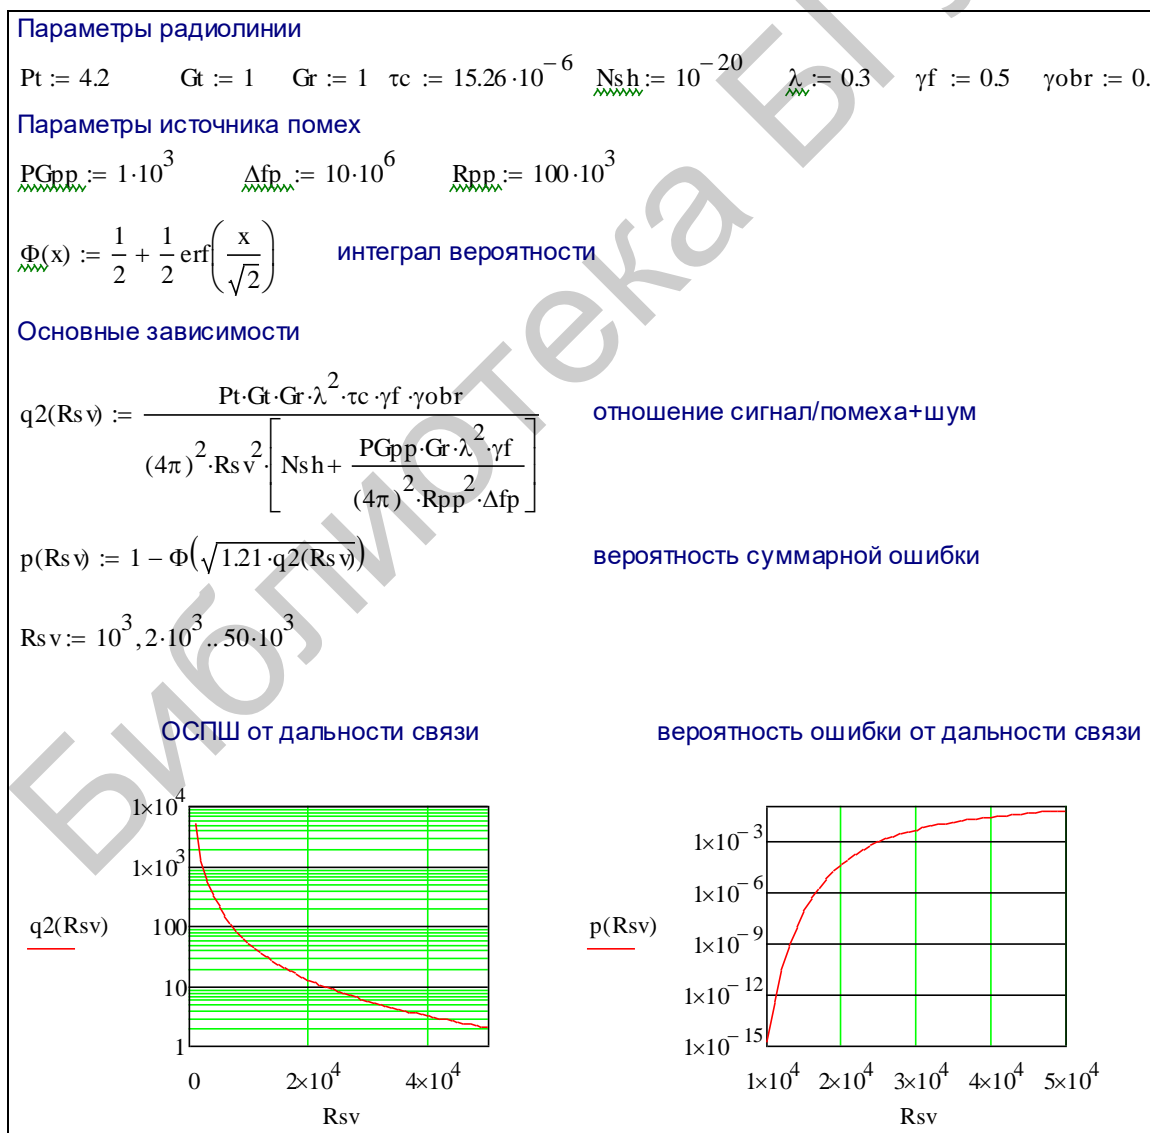 Параметры радиолинии
Pt := 4.2 Gt := 1 Gr := 1 τc := 15.26·10^−6 Nsh := 10^−20 λ := 0.3 γf := 0.5 γobr := 0.
Параметры источника помех
PGpp := 1·10^3 Δfp := 10·10^6 Rpp := 100·10^3
Φ(x) := 1/2 + 1/2 erf(x/√2) интеграл вероятности
Основные зависимости
q2(Rsv) := Pt·Gt·Gr·λ^2·τc·γf·γobr / ((4π)^2·Rsv^2·[Nsh + PGpp·Gr·λ^2·γf / ((4π)^2·Rpp^2·Δfp)]) отношение сигнал/помеха+шум
p(Rsv) := 1 − Φ(√(1.21·q2(Rsv))) вероятность суммарной ошибки
Rsv := 10^3, 2·10^3 .. 50·10^3
ОСПШ от дальности связи
1×10^4
1×10^3
100
10
1
q2(Rsv)
0 2×10^4 4×10^4
Rsv
вероятность ошибки от дальности связи
1×10^−3
1×10^−6
1×10^−9
1×10^−12
1×10^−15
p(Rsv)
1×10^4 2×10^4 3×10^4 4×10^4 5×10^4
Rsv
Библиотека БГУ